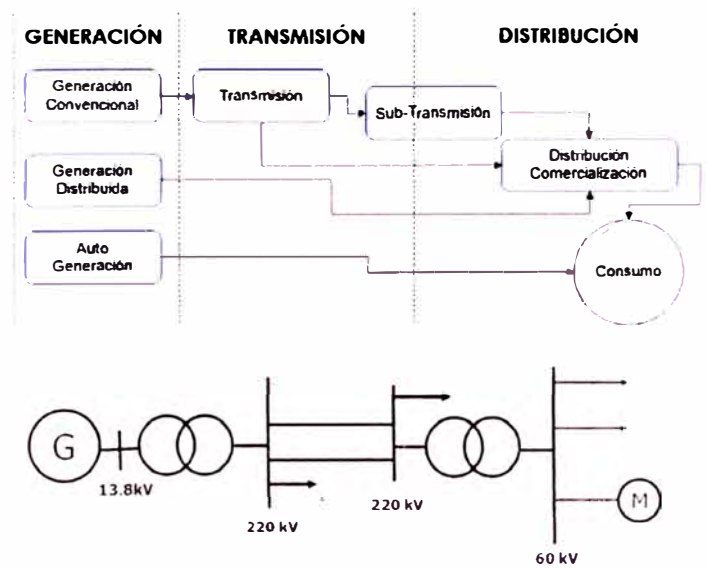 GENERACIÓN
TRANSMISIÓN
DISTRIBUCIÓN
Generación
Convencional
Transmisión
Sub-Transmisión
Distribución
Comercialización
Generación
Distribuida
Auto
Generación
Consumo
G
13.8kV
220 kV
220 kV
M
60 kV